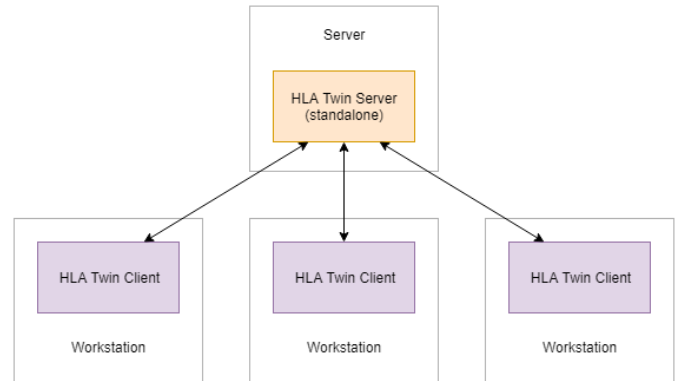 Server
HLA Twin Server
(standalone)
HLA Twin Client
HLA Twin Client
HLA Twin Client
Workstation
Workstation
Workstation